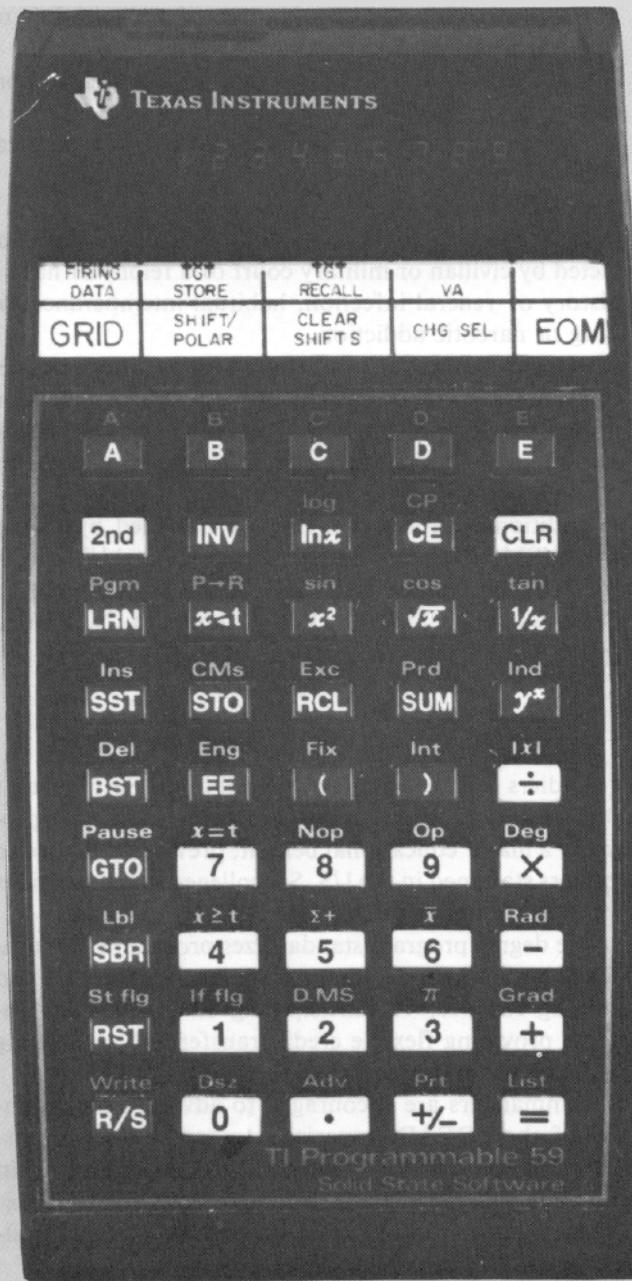 TEXAS INSTRUMENTS
FIRING DATA TGT STORE TGT RECALL VA
GRID SHIFT/POLAR CLEAR SHIFTS CHG SEL EOM
A' B' C' D' E'
A B C D E
log CP
2nd INV lnx CE CLR
Pgm P→R sin cos tan
LRN x⇄t x² √x 1/x
Ins CMs Exc Prd Ind
SST STO RCL SUM yˣ
Del Eng Fix Int |x|
BST EE ( ) ÷
Pause x=t Nop Op Deg
GTO 7 8 9 ×
Lbl x≥t Σ+ x̄ Rad
SBR 4 5 6 −
St flg If flg D.MS π Grad
RST 1 2 3 +
Write Dsz Adv Prt List
R/S 0 . +/− =
TI Programmable 59
Solid State Software